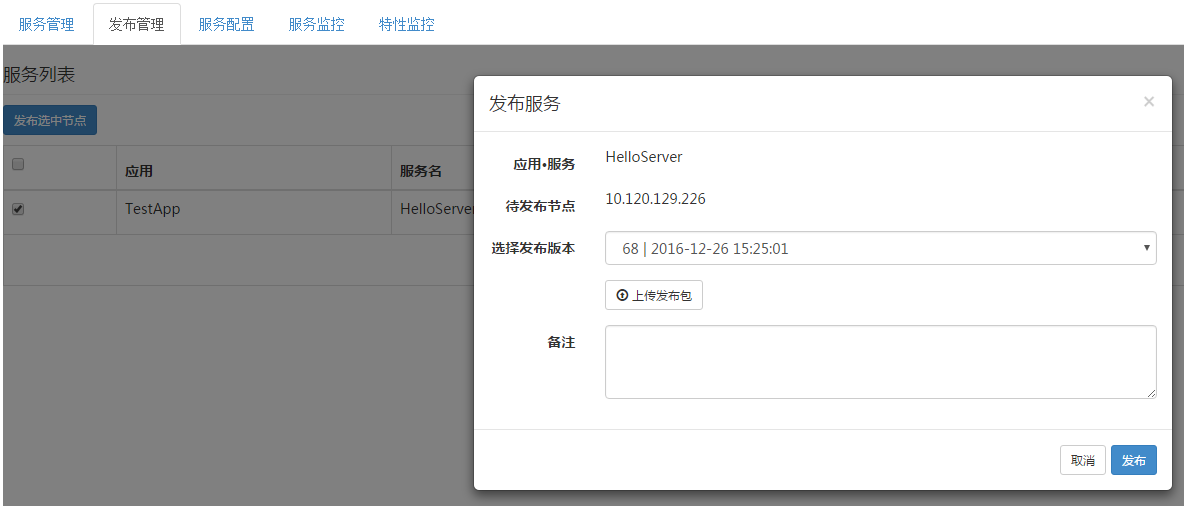 服务管理 发布管理 服务配置 服务监控 特性监控
服务列表
发布选中节点
应用 服务名
TestApp HelloServer
发布服务 ×
应用•服务 HelloServer
待发布节点 10.120.129.226
选择发布版本 68 | 2016-12-26 15:25:01
上传发布包
备注
取消 发布